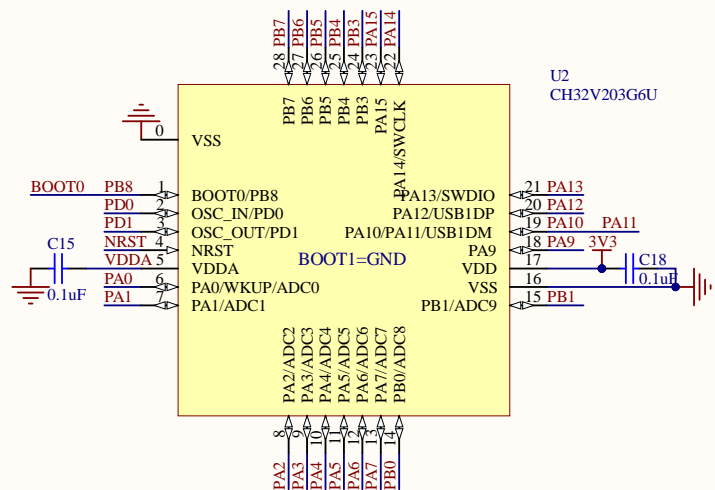 PB7 PB6 PB5 PB4 PB3 PA15 PA14
28 27 26 25 24 23 22
U2
CH32V203G6U
PB7 PB6 PB5 PB4 PB3 PA15 PA14/SWCLK
0 VSS
BOOT0 PB8 1 BOOT0/PB8
PD0 2 OSC_IN/PD0
PD1 3 OSC_OUT/PD1
NRST 4 NRST
C15 VDDA 5 VDDA
0.1uF
PA0 6 PA0/WKUP/ADC0
PA1 7 PA1/ADC1
BOOT1=GND
PA13/SWDIO 21 PA13
PA12/USB1DP 20 PA12
PA10/PA11/USB1DM 19 PA10 PA11
PA9 18 PA9 3V3
VDD 17 C18
VSS 16 0.1uF
PB1/ADC9 15 PB1
PA2/ADC2 PA3/ADC3 PA4/ADC4 PA5/ADC5 PA6/ADC6 PA7/ADC7 PB0/ADC8
8 9 10 11 12 13 14
PA2 PA3 PA4 PA5 PA6 PA7 PB0